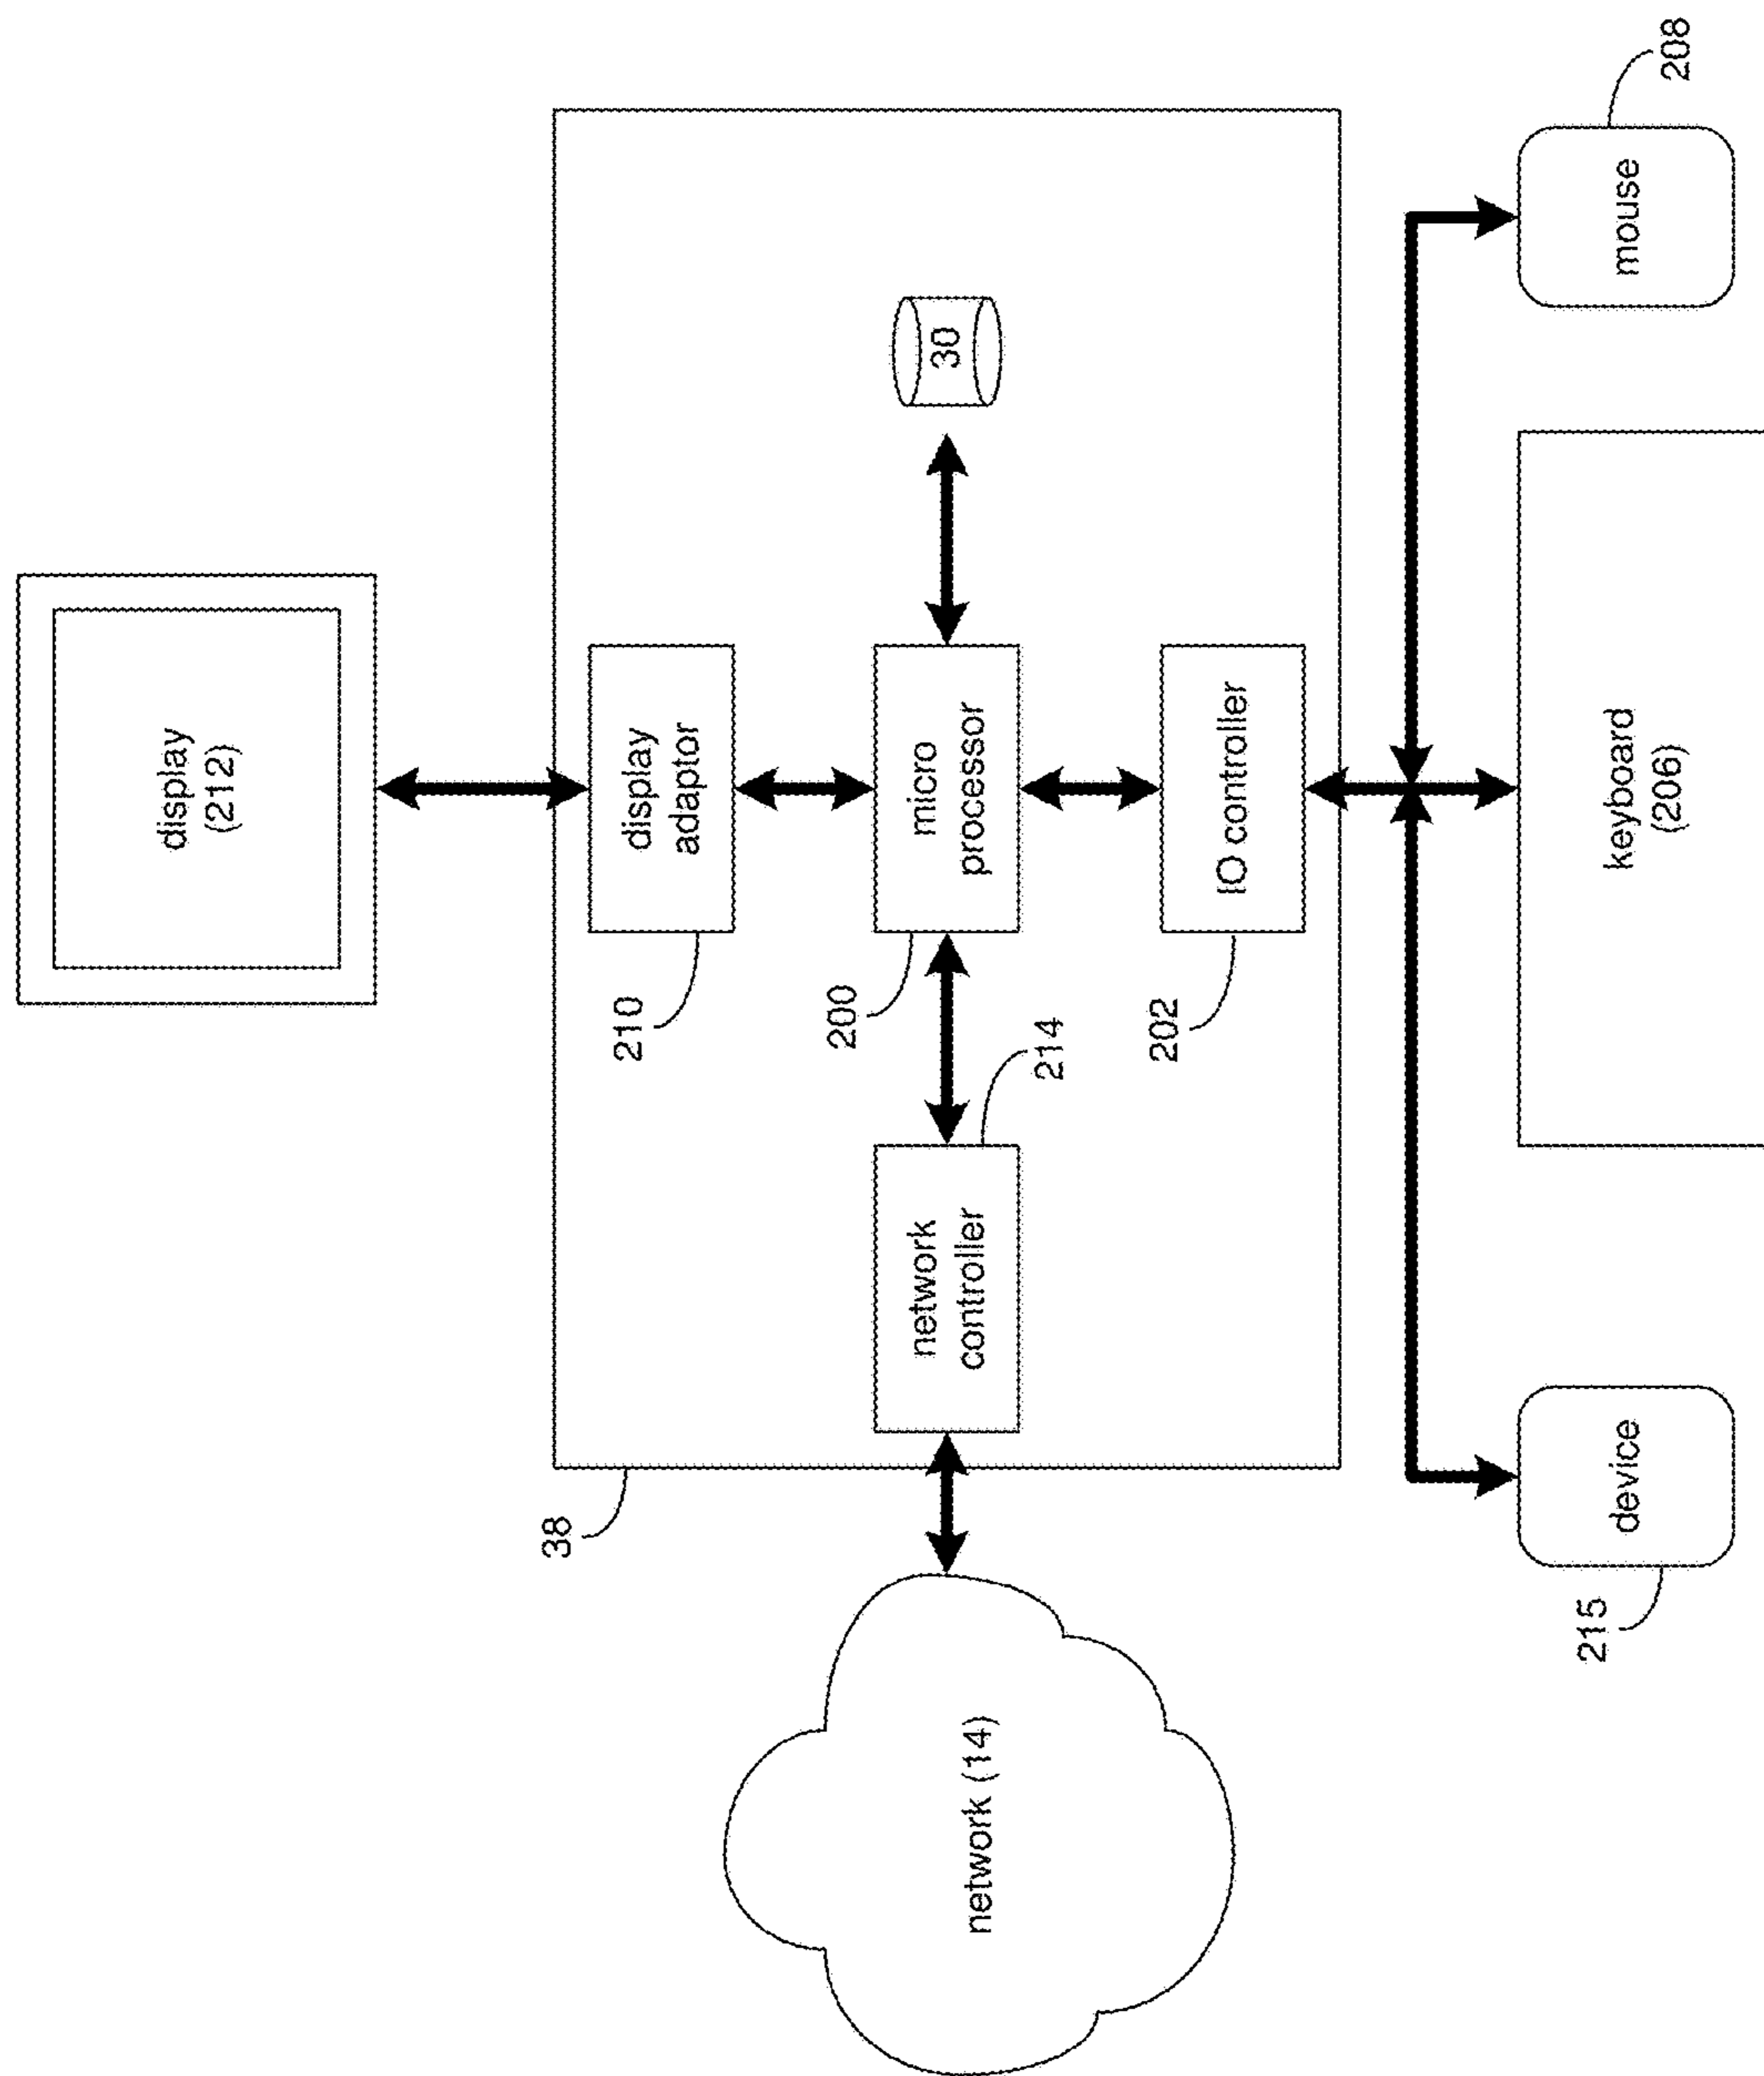 display
(212)
display
adaptor
210
micro
processor
200
30
network
controller
214
IO controller
202
38
network (14)
device
215
keyboard
(206)
mouse
208